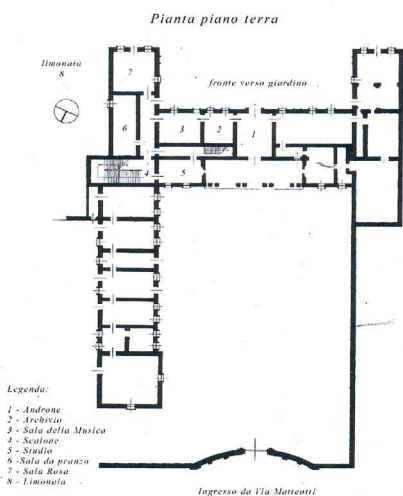 Pianta piano terra
limonaia
8
fronte verso giardino
7
6
3
2
1
4
5
Legenda:
1 - Androne
2 - Archivio
3 - Sala della Musica
4 - Scalone
5 - Studio
6 - Sala da pranzo
7 - Sala Rosa
8 - Limonaia
Ingresso da Via Matteotti